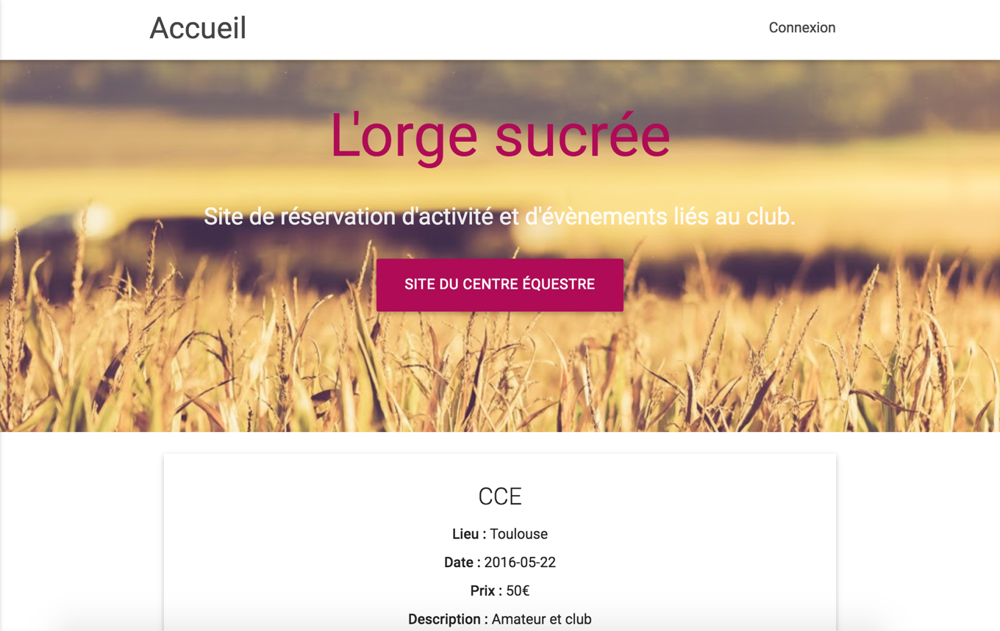 Accueil
Connexion
L'orge sucrée
Site de réservation d'activité et d'évènements liés au club.
SITE DU CENTRE ÉQUESTRE
CCE
Lieu : Toulouse
Date : 2016-05-22
Prix : 50€
Description : Amateur et club